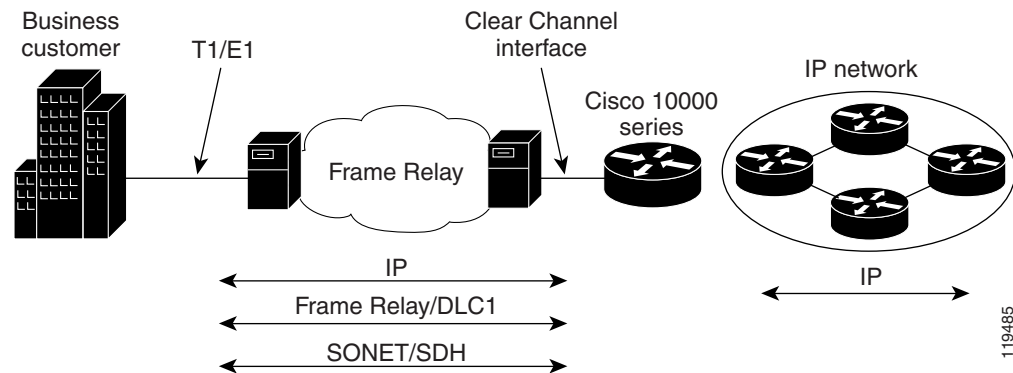 Business
customer
T1/E1
Clear Channel
interface
IP network
Cisco 10000
series
Frame Relay
IP
Frame Relay/DLC1
SONET/SDH
IP
119485